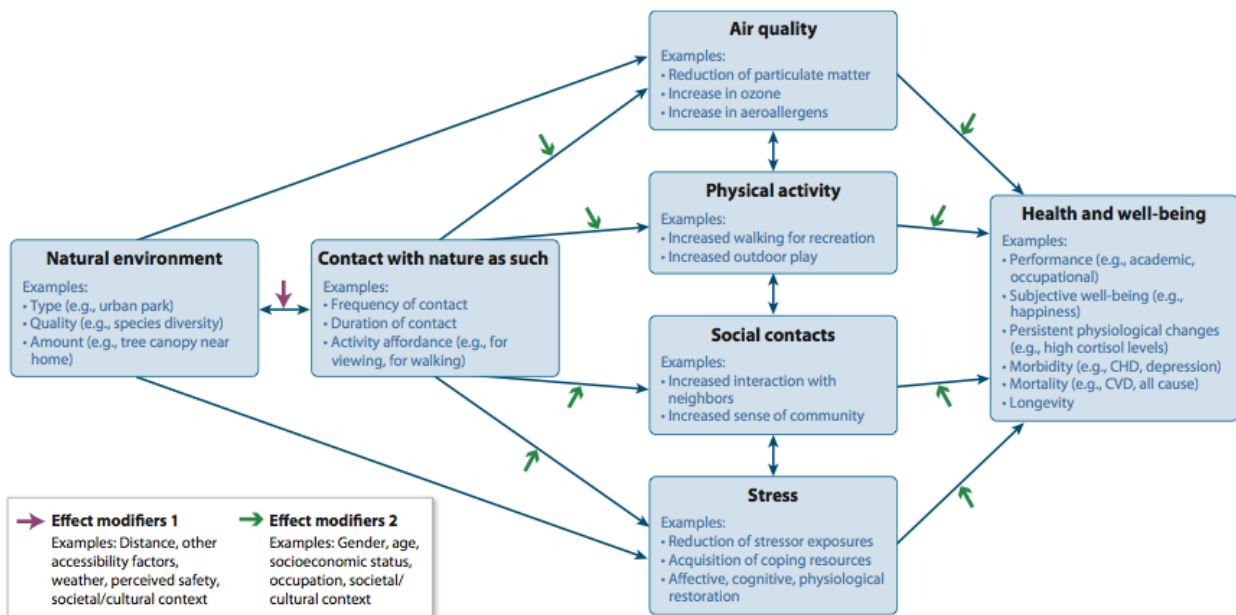 Air quality
Examples:
• Reduction of particulate matter
• Increase in ozone
• Increase in aeroallergens
Physical activity
Examples:
• Increased walking for recreation
• Increased outdoor play
Natural environment
Examples:
• Type (e.g., urban park)
• Quality (e.g., species diversity)
• Amount (e.g., tree canopy near
home)
Contact with nature as such
Examples:
• Frequency of contact
• Duration of contact
• Activity affordance (e.g., for
viewing, for walking)
Social contacts
Examples:
• Increased interaction with
neighbors
• Increased sense of community
Health and well-being
Examples:
• Performance (e.g., academic,
occupational)
• Subjective well-being (e.g.,
happiness)
• Persistent physiological changes
(e.g., high cortisol levels)
• Morbidity (e.g., CHD, depression)
• Mortality (e.g., CVD, all cause)
• Longevity
Stress
Examples:
• Reduction of stressor exposures
• Acquisition of coping resources
• Affective, cognitive, physiological
restoration
Effect modifiers 1
Examples: Distance, other
accessibility factors,
weather, perceived safety,
societal/cultural context
Effect modifiers 2
Examples: Gender, age,
socioeconomic status,
occupation, societal/
cultural context